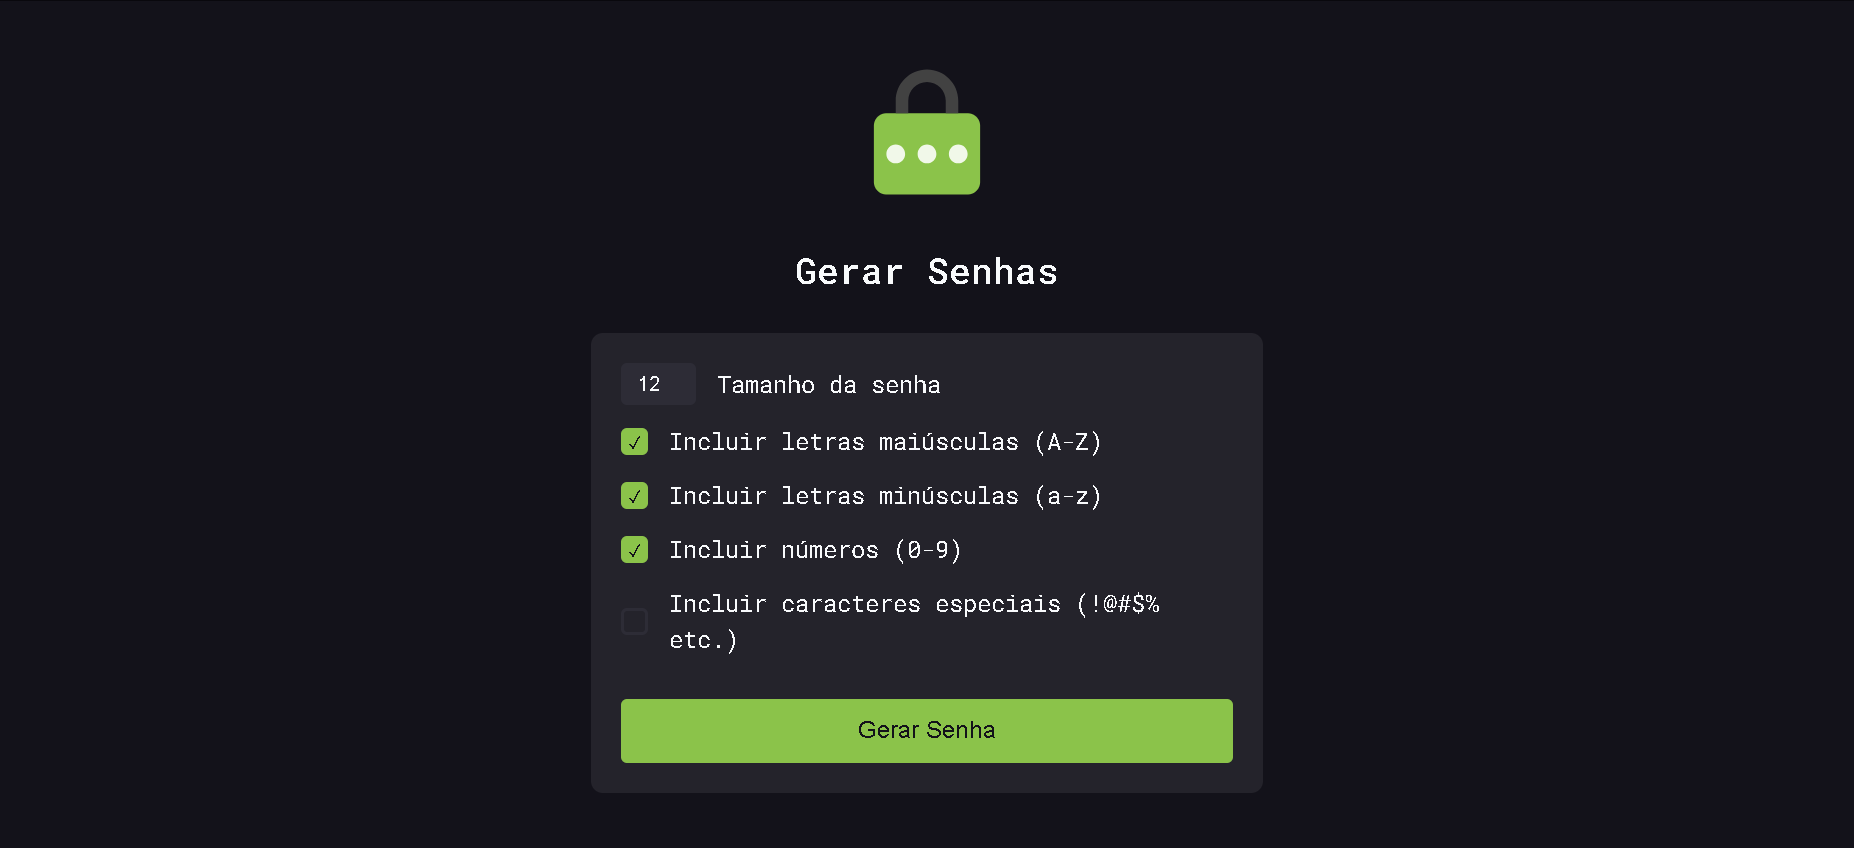 Gerar Senhas
12
Tamanho da senha
Incluir letras maiúsculas (A-Z)
Incluir letras minúsculas (a-z)
Incluir números (0-9)
Incluir caracteres especiais (!@#$%
etc.)
Gerar Senha